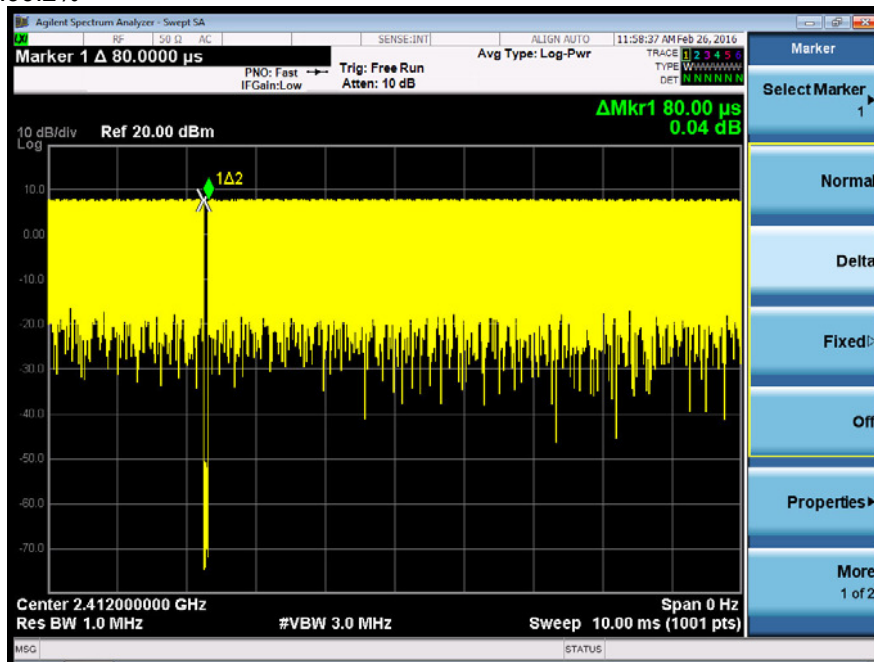 Agilent Spectrum Analyzer - Swept SA
RF 50 Ω AC SENSE:INT ALIGN AUTO 11:58:37 AM Feb 26, 2016
Marker 1 Δ 80.0000 µs
PNO: Fast
IFGain:Low
Trig: Free Run
Atten: 10 dB
Avg Type: Log-Pwr
TRACE 1 2 3 4 5 6
TYPE WWWWWW
DET N N N N N N
ΔMkr1 80.00 µs
0.04 dB
10 dB/div Ref 20.00 dBm
Log
1Δ2
10.0
0.00
-10.0
-20.0
-30.0
-40.0
-50.0
-60.0
-70.0
Center 2.412000000 GHz Span 0 Hz
Res BW 1.0 MHz #VBW 3.0 MHz Sweep 10.00 ms (1001 pts)
MSG STATUS
Marker
Select Marker
1
Normal
Delta
Fixed
Off
Properties
More
1 of 2